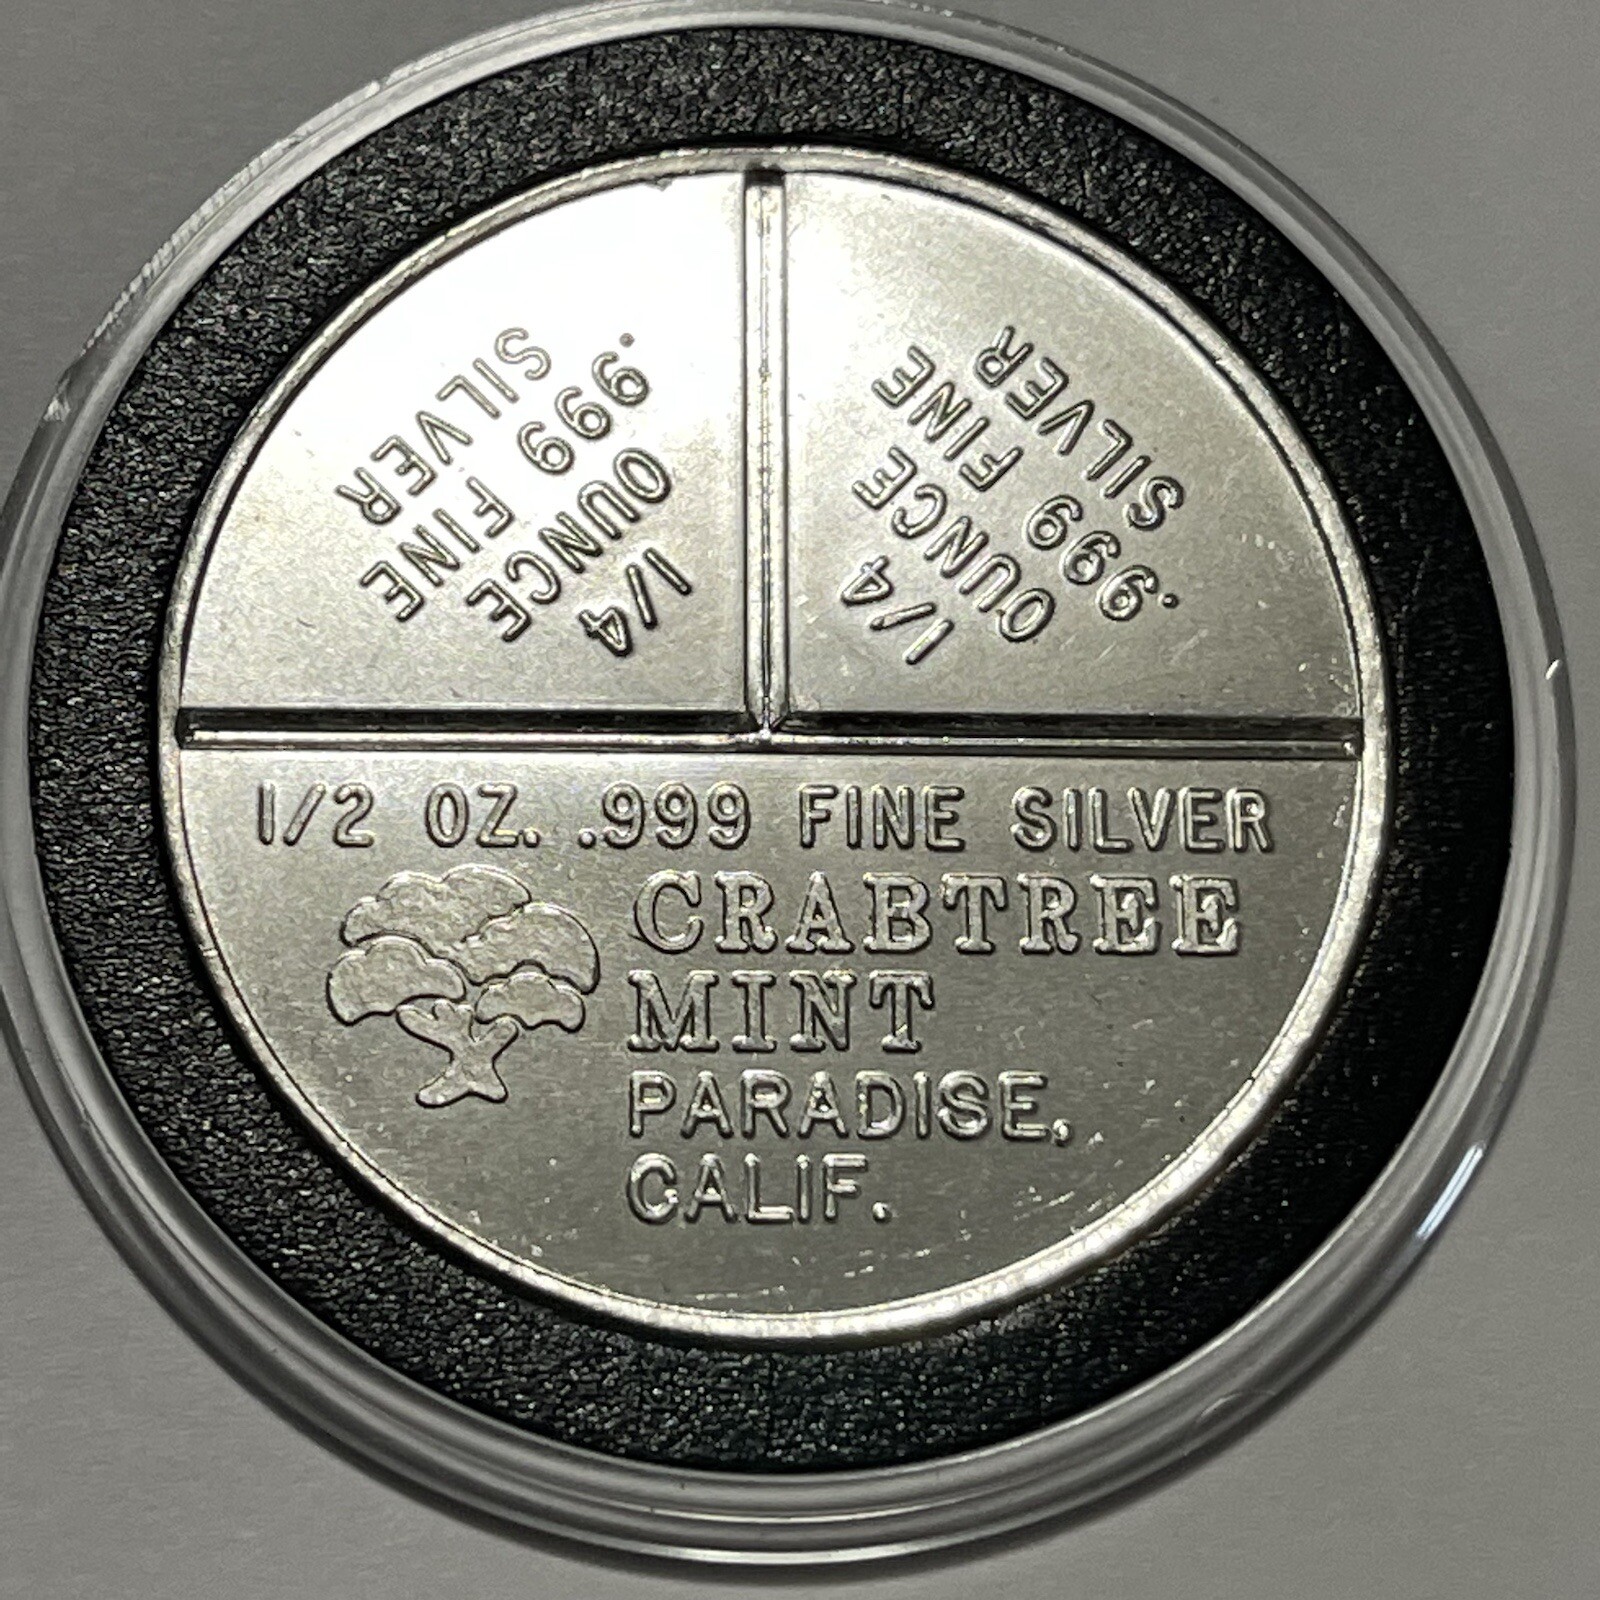 1/4
OUNCE
.999 FINE
SILVER
1/4
OUNCE
.999 FINE
SILVER
1/2 OZ. .999 FINE SILVER
CRABTREE
MINT
PARADISE,
CALIF.